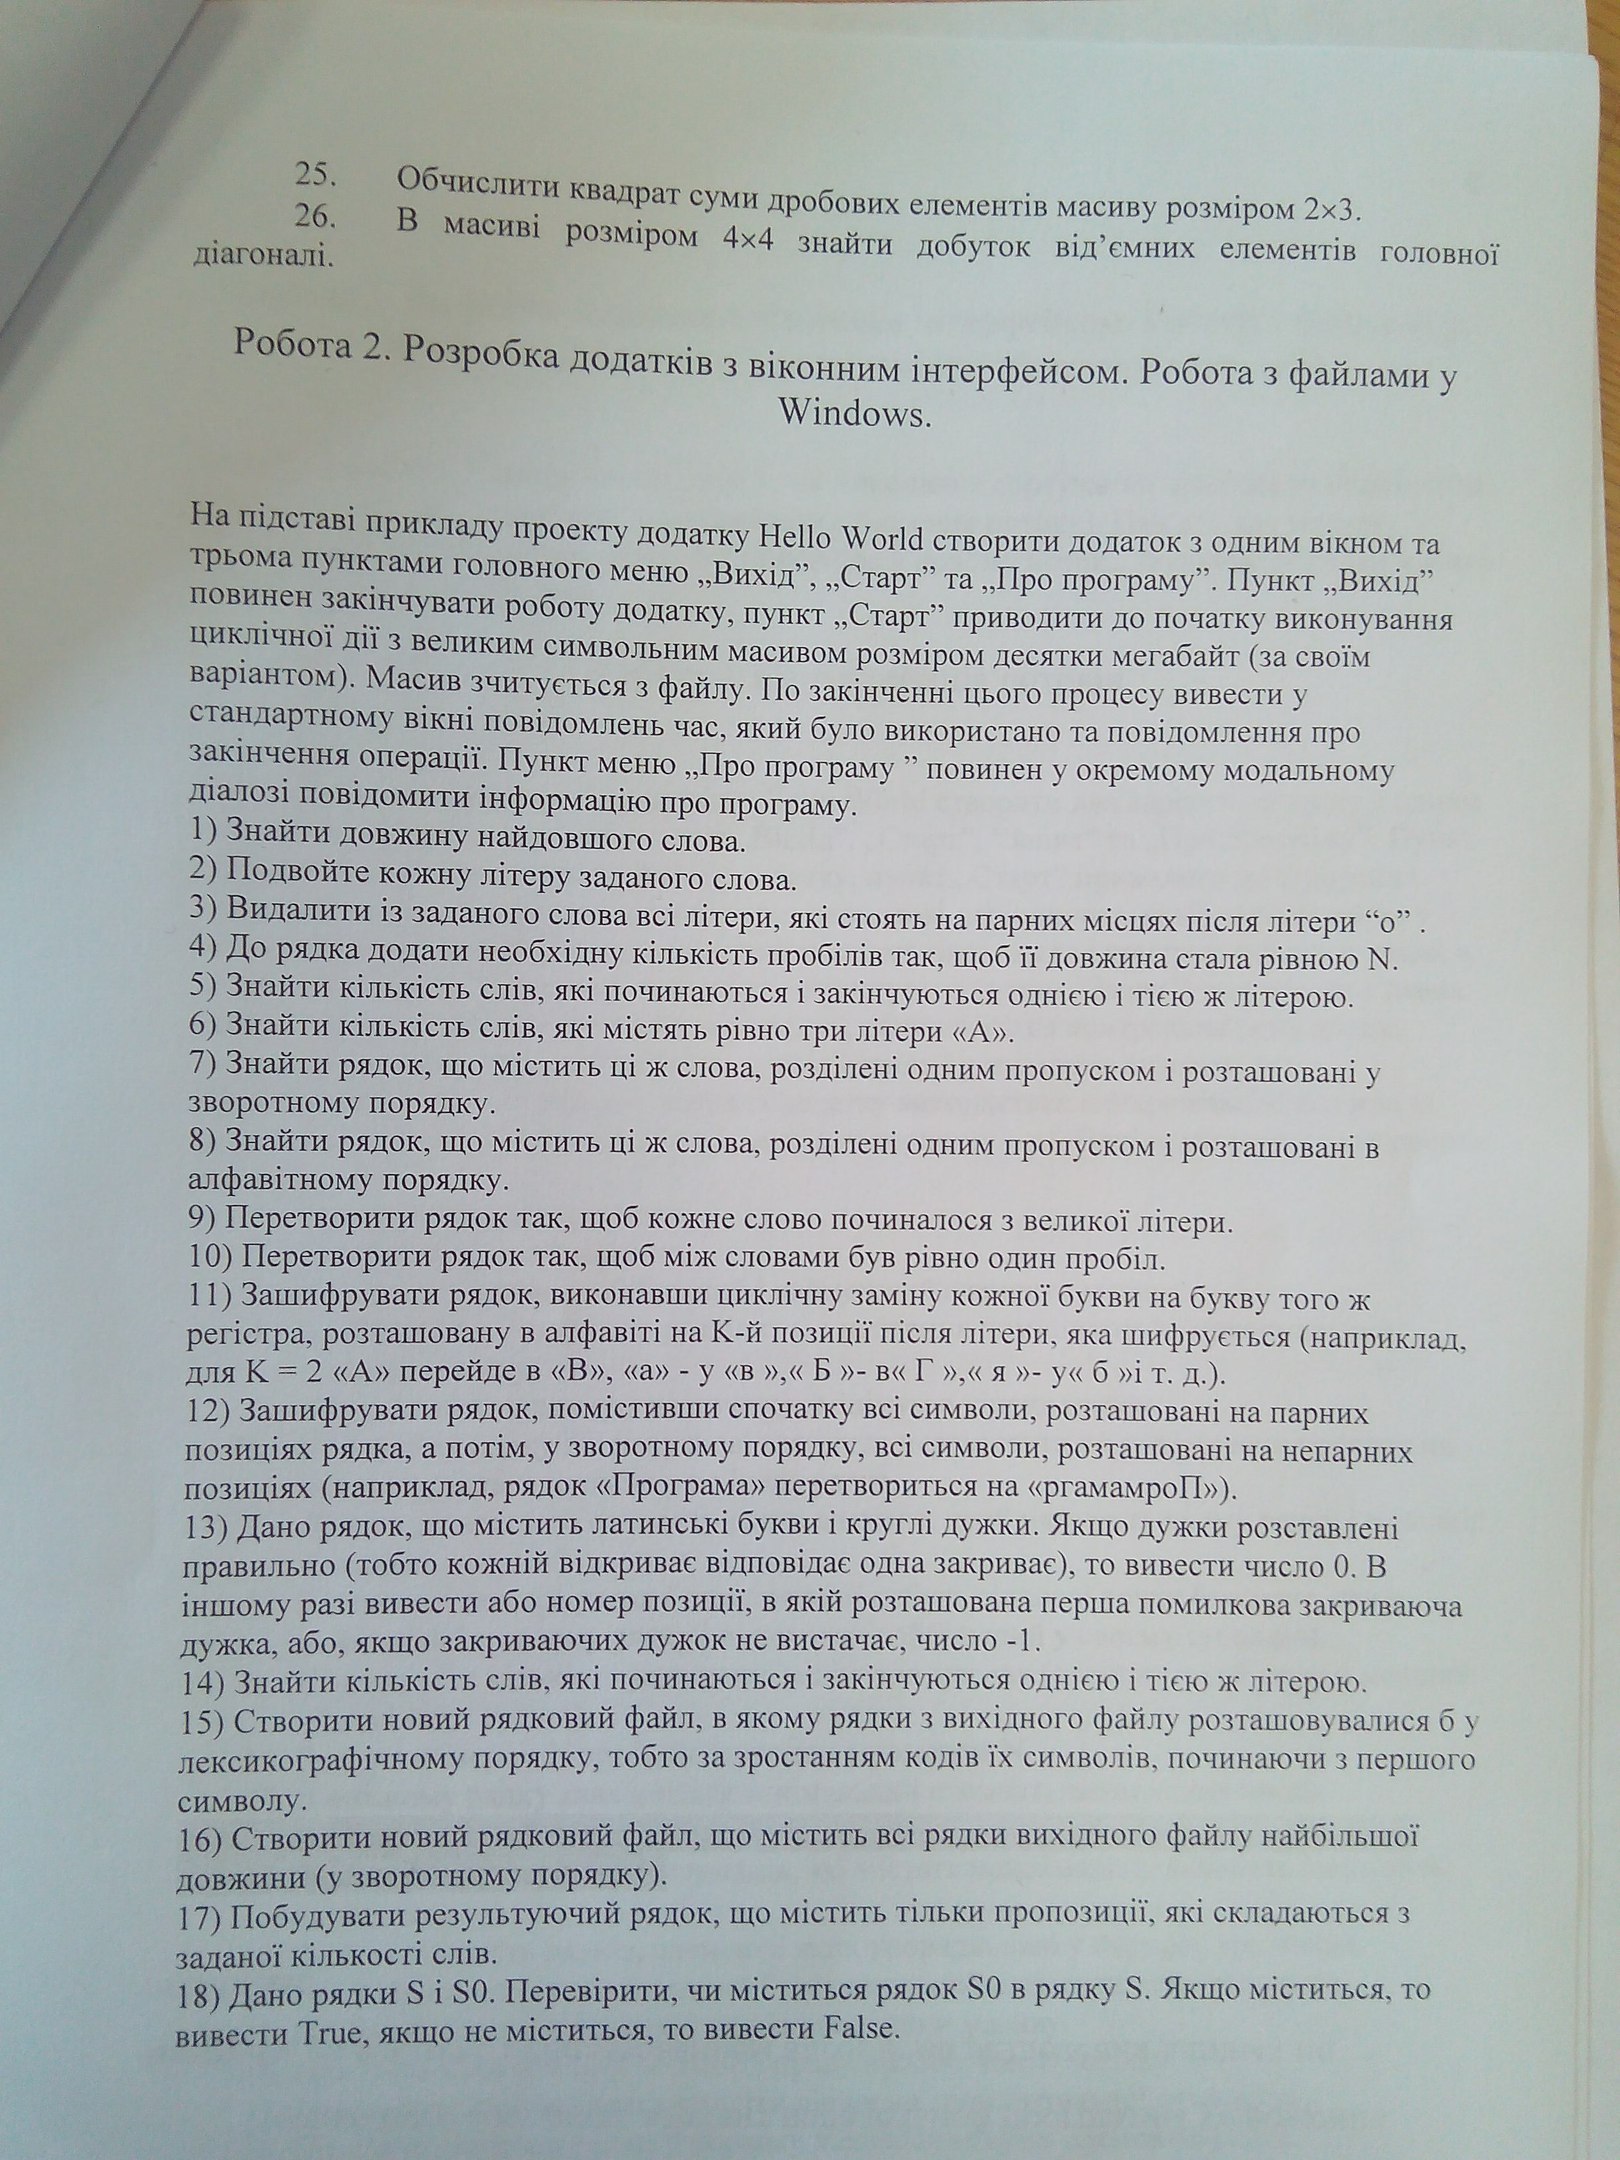 25. Обчислити квадрат суми дробових елементів масиву розміром 2×3.
26. В масиві розміром 4×4 знайти добуток від’ємних елементів головної
діагоналі.
Робота 2. Розробка додатків з віконним інтерфейсом. Робота з файлами у
Windows.
На підставі прикладу проекту додатку Hello World створити додаток з одним вікном та
трьома пунктами головного меню „Вихід”, „Старт” та „Про програму”. Пункт „Вихід”
повинен закінчувати роботу додатку, пункт „Старт” приводити до початку виконування
циклічної дії з великим символьним масивом розміром десятки мегабайт (за своїм
варіантом). Масив зчитується з файлу. По закінченні цього процесу вивести у
стандартному вікні повідомлень час, який було використано та повідомлення про
закінчення операції. Пункт меню „Про програму ” повинен у окремому модальному
діалозі повідомити інформацію про програму.
1) Знайти довжину найдовшого слова.
2) Подвойте кожну літеру заданого слова.
3) Видалити із заданого слова всі літери, які стоять на парних місцях після літери “о” .
4) До рядка додати необхідну кількість пробілів так, щоб її довжина стала рівною N.
5) Знайти кількість слів, які починаються і закінчуються однією і тією ж літерою.
6) Знайти кількість слів, які містять рівно три літери «А».
7) Знайти рядок, що містить ці ж слова, розділені одним пропуском і розташовані у
зворотному порядку.
8) Знайти рядок, що містить ці ж слова, розділені одним пропуском і розташовані в
алфавітному порядку.
9) Перетворити рядок так, щоб кожне слово починалося з великої літери.
10) Перетворити рядок так, щоб між словами був рівно один пробіл.
11) Зашифрувати рядок, виконавши циклічну заміну кожної букви на букву того ж
регістра, розташовану в алфавіті на К-й позиції після літери, яка шифрується (наприклад,
для К = 2 «А» перейде в «В», «а» - у «в »,« Б »- в« Г »,« я »- у« б »і т. д.).
12) Зашифрувати рядок, помістивши спочатку всі символи, розташовані на парних
позиціях рядка, а потім, у зворотному порядку, всі символи, розташовані на непарних
позиціях (наприклад, рядок «Програма» перетвориться на «ргамамроП»).
13) Дано рядок, що містить латинські букви і круглі дужки. Якщо дужки розставлені
правильно (тобто кожній відкриває відповідає одна закриває), то вивести число 0. В
іншому разі вивести або номер позиції, в якій розташована перша помилкова закриваюча
дужка, або, якщо закриваючих дужок не вистачає, число -1.
14) Знайти кількість слів, які починаються і закінчуються однією і тією ж літерою.
15) Створити новий рядковий файл, в якому рядки з вихідного файлу розташовувалися б у
лексикографічному порядку, тобто за зростанням кодів їх символів, починаючи з першого
символу.
16) Створити новий рядковий файл, що містить всі рядки вихідного файлу найбільшої
довжини (у зворотному порядку).
17) Побудувати результуючий рядок, що містить тільки пропозиції, які складаються з
заданої кількості слів.
18) Дано рядки S і S0. Перевірити, чи міститься рядок S0 в рядку S. Якщо міститься, то
вивести True, якщо не міститься, то вивести False.